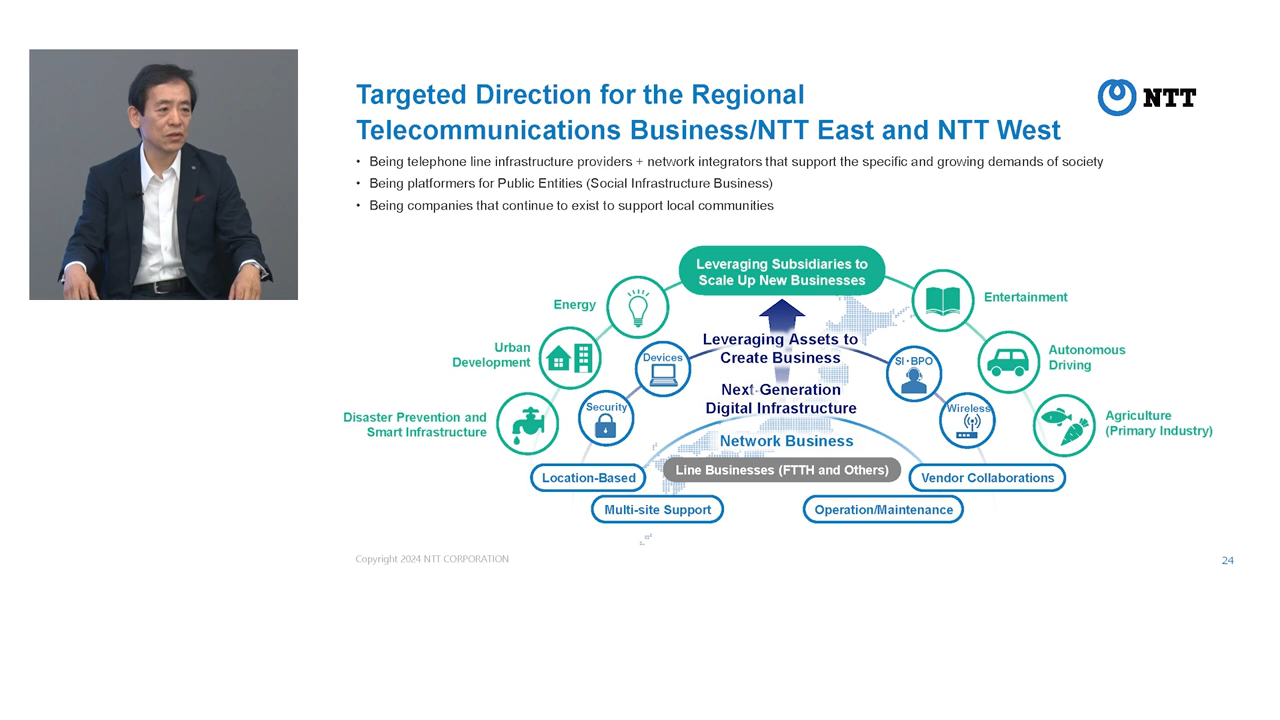 Targeted Direction for the Regional
Telecommunications Business/NTT East and NTT West
NTT
• Being telephone line infrastructure providers + network integrators that support the specific and growing demands of society
• Being platformers for Public Entities (Social Infrastructure Business)
• Being companies that continue to exist to support local communities
Leveraging Subsidiaries to
Scale Up New Businesses
Energy
Entertainment
Urban
Development
Autonomous
Driving
Disaster Prevention and
Smart Infrastructure
Agriculture
(Primary Industry)
Leveraging Assets to
Create Business
Devices
SI・BPO
Security
Wireless
Next-Generation
Digital Infrastructure
Network Business
Line Businesses (FTTH and Others)
Location-Based
Vendor Collaborations
Multi-site Support
Operation/Maintenance
Copyright 2024 NTT CORPORATION
24